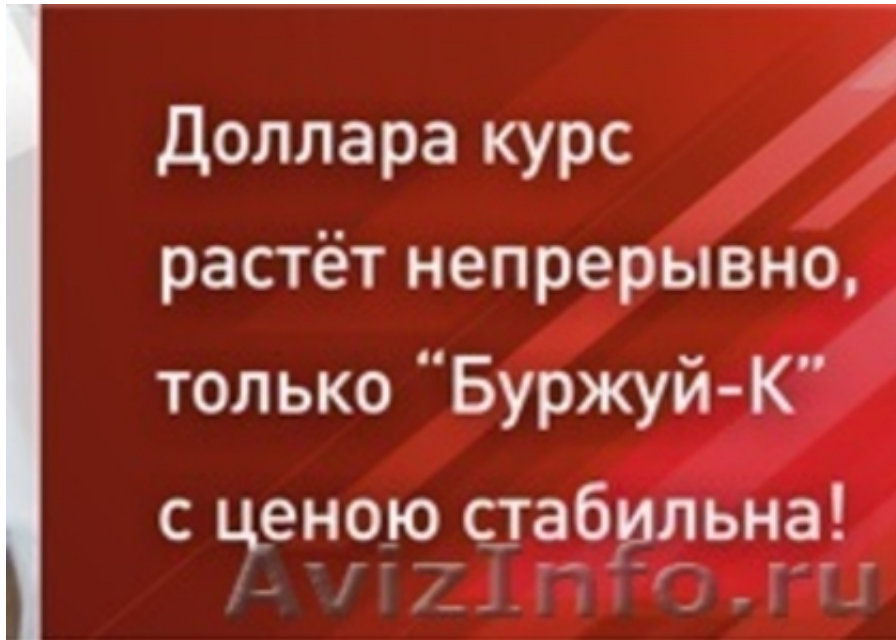 Доллара курс
растёт непрерывно,
только “Буржуй-К”
с ценою стабильна!
AvizInfo.ru